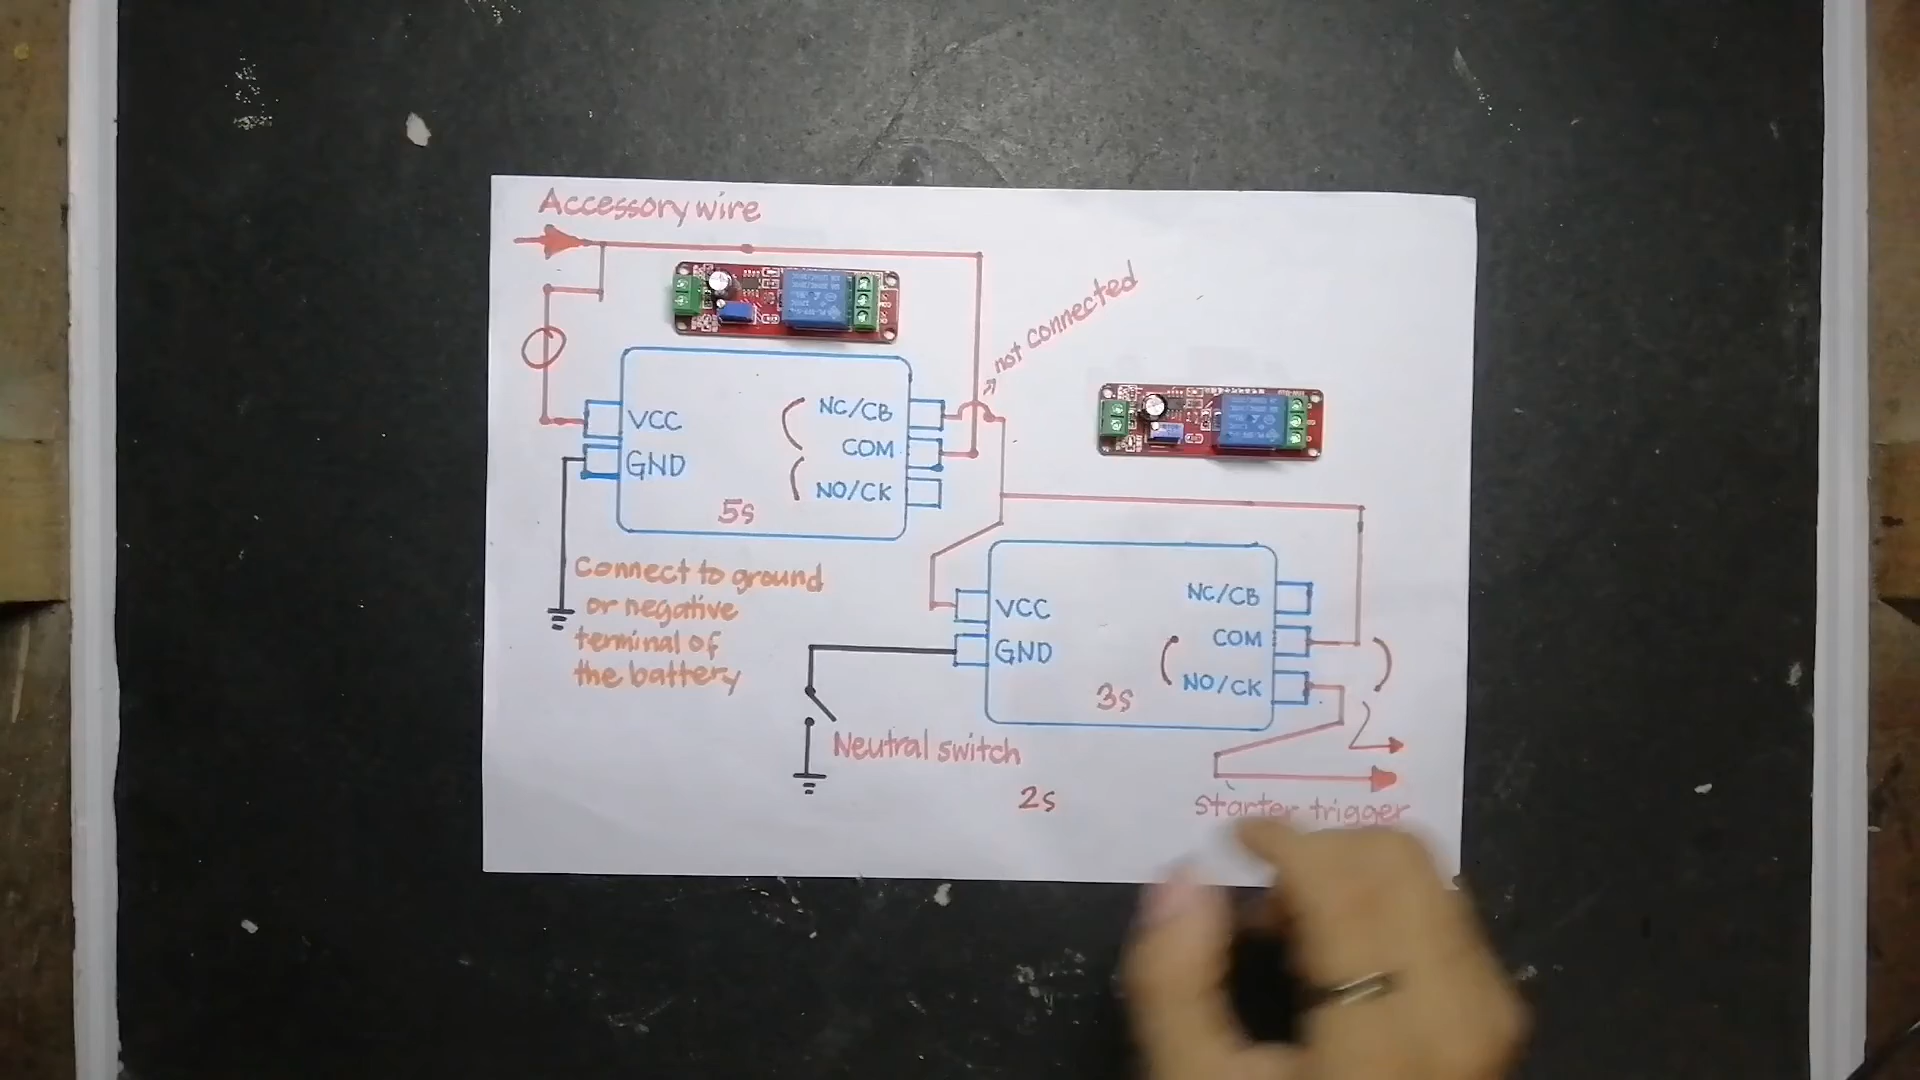 Accessory wire
not connected
VCC
GND
NC/CB
COM
NO/CK
5s
Connect to ground
or negative
terminal of
the battery
VCC
GND
NC/CB
COM
NO/CK
3s
Neutral switch
2s
Starter trigger